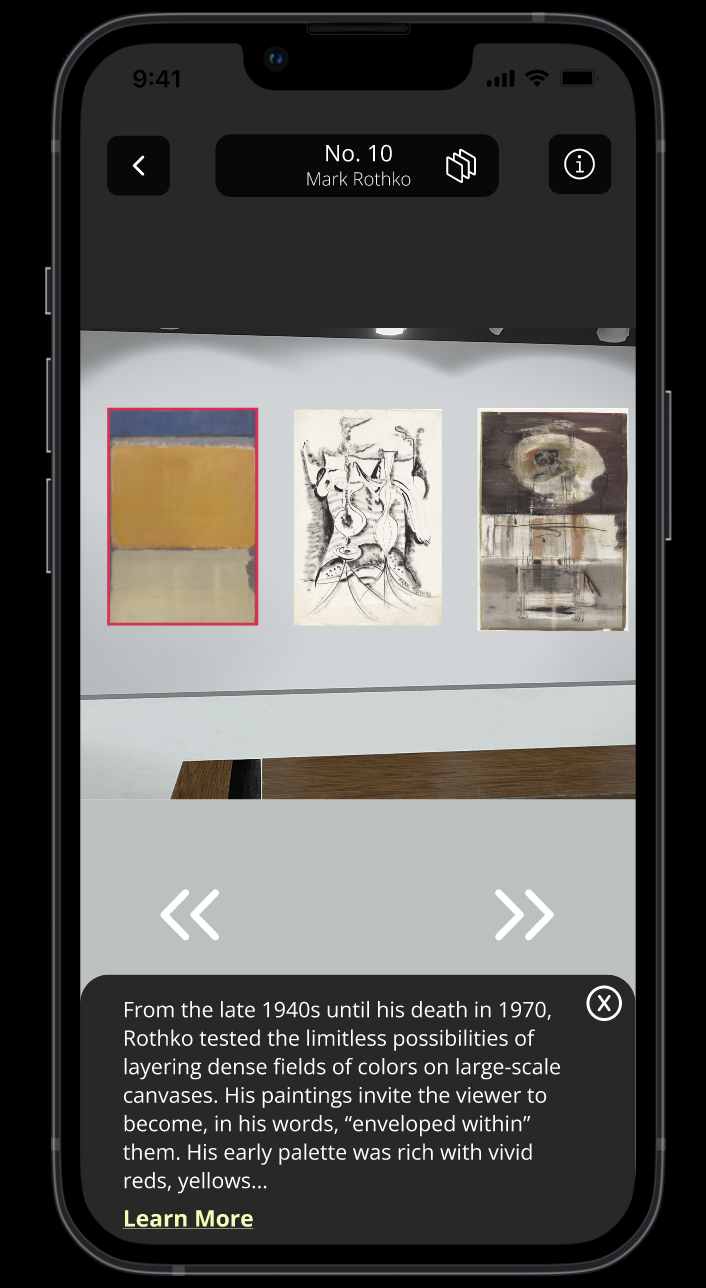 9:41
No. 10
Mark Rothko
From the late 1940s until his death in 1970,
Rothko tested the limitless possibilities of
layering dense fields of colors on large-scale
canvases. His paintings invite the viewer to
become, in his words, “enveloped within”
them. His early palette was rich with vivid
reds, yellows...
Learn More